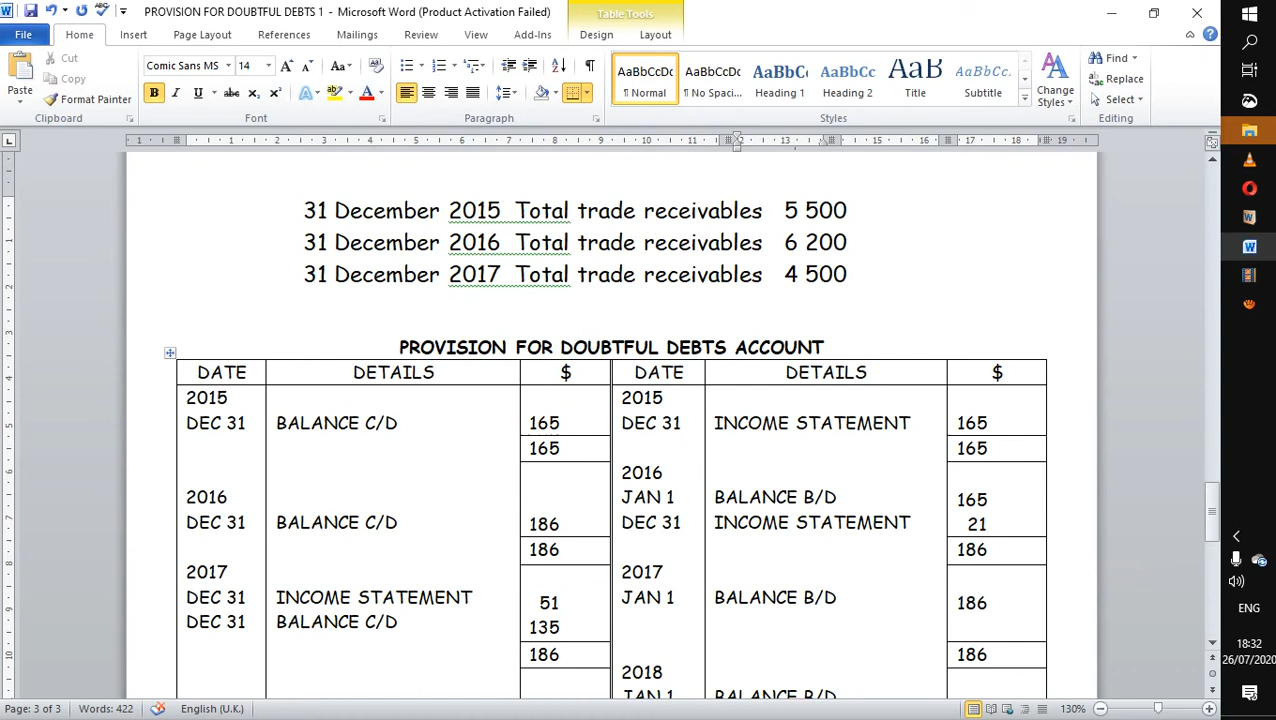 PROVISION FOR DOUBTFUL DEBTS 1 - Microsoft Word (Product Activation Failed)
Table Tools
File Home Insert Page Layout References Mailings Review View Add-Ins Design Layout
Paste
Cut
Copy
Format Painter
Clipboard
Comic Sans MS 14
Font
Paragraph
AaBbCcDc AaBbCcDc AaBbCc AaBbCc AaB AaBbCcDc
¶ Normal ¶ No Spaci... Heading 1 Heading 2 Title Subtitle
Styles
Change Styles
Find
Replace
Select
Editing
31 December 2015 Total trade receivables 5 500
31 December 2016 Total trade receivables 6 200
31 December 2017 Total trade receivables 4 500
PROVISION FOR DOUBTFUL DEBTS ACCOUNT
DATE DETAILS $ DATE DETAILS $
2015 2015
DEC 31 BALANCE C/D 165 DEC 31 INCOME STATEMENT 165
165 165
2016
2016 JAN 1 BALANCE B/D 165
DEC 31 BALANCE C/D 186 DEC 31 INCOME STATEMENT 21
186 186
2017 2017
DEC 31 INCOME STATEMENT 51 JAN 1 BALANCE B/D 186
DEC 31 BALANCE C/D 135
186 186
2018
JAN 1 BALANCE B/D
Page: 3 of 3 Words: 422 English (U.K.) 130%
ENG
18:32
26/07/2020